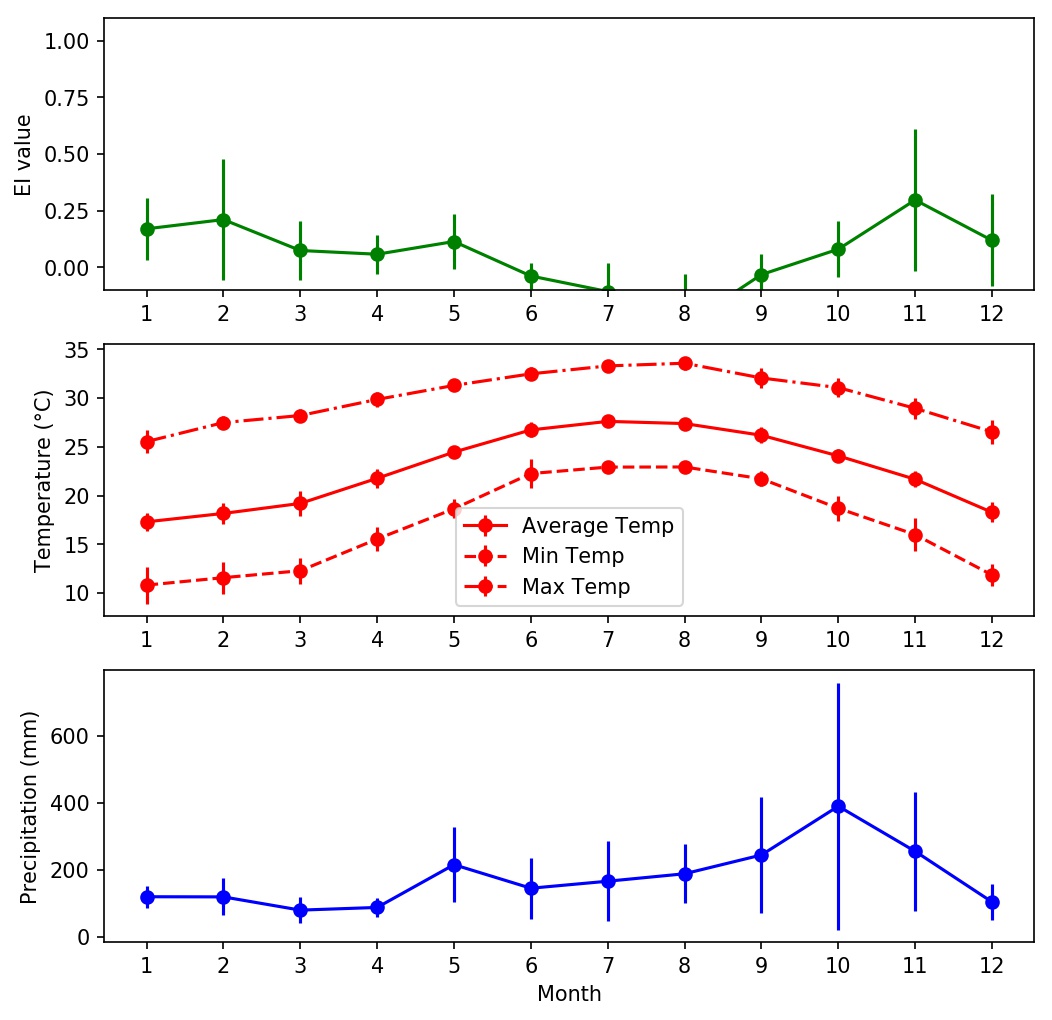 EI value
1.00
0.75
0.50
0.25
0.00
1 2 3 4 5 6 7 8 9 10 11 12
Temperature (°C)
35
30
25
20
15
10
Average Temp
Min Temp
Max Temp
1 2 3 4 5 6 7 8 9 10 11 12
Precipitation (mm)
600
400
200
0
1 2 3 4 5 6 7 8 9 10 11 12
Month